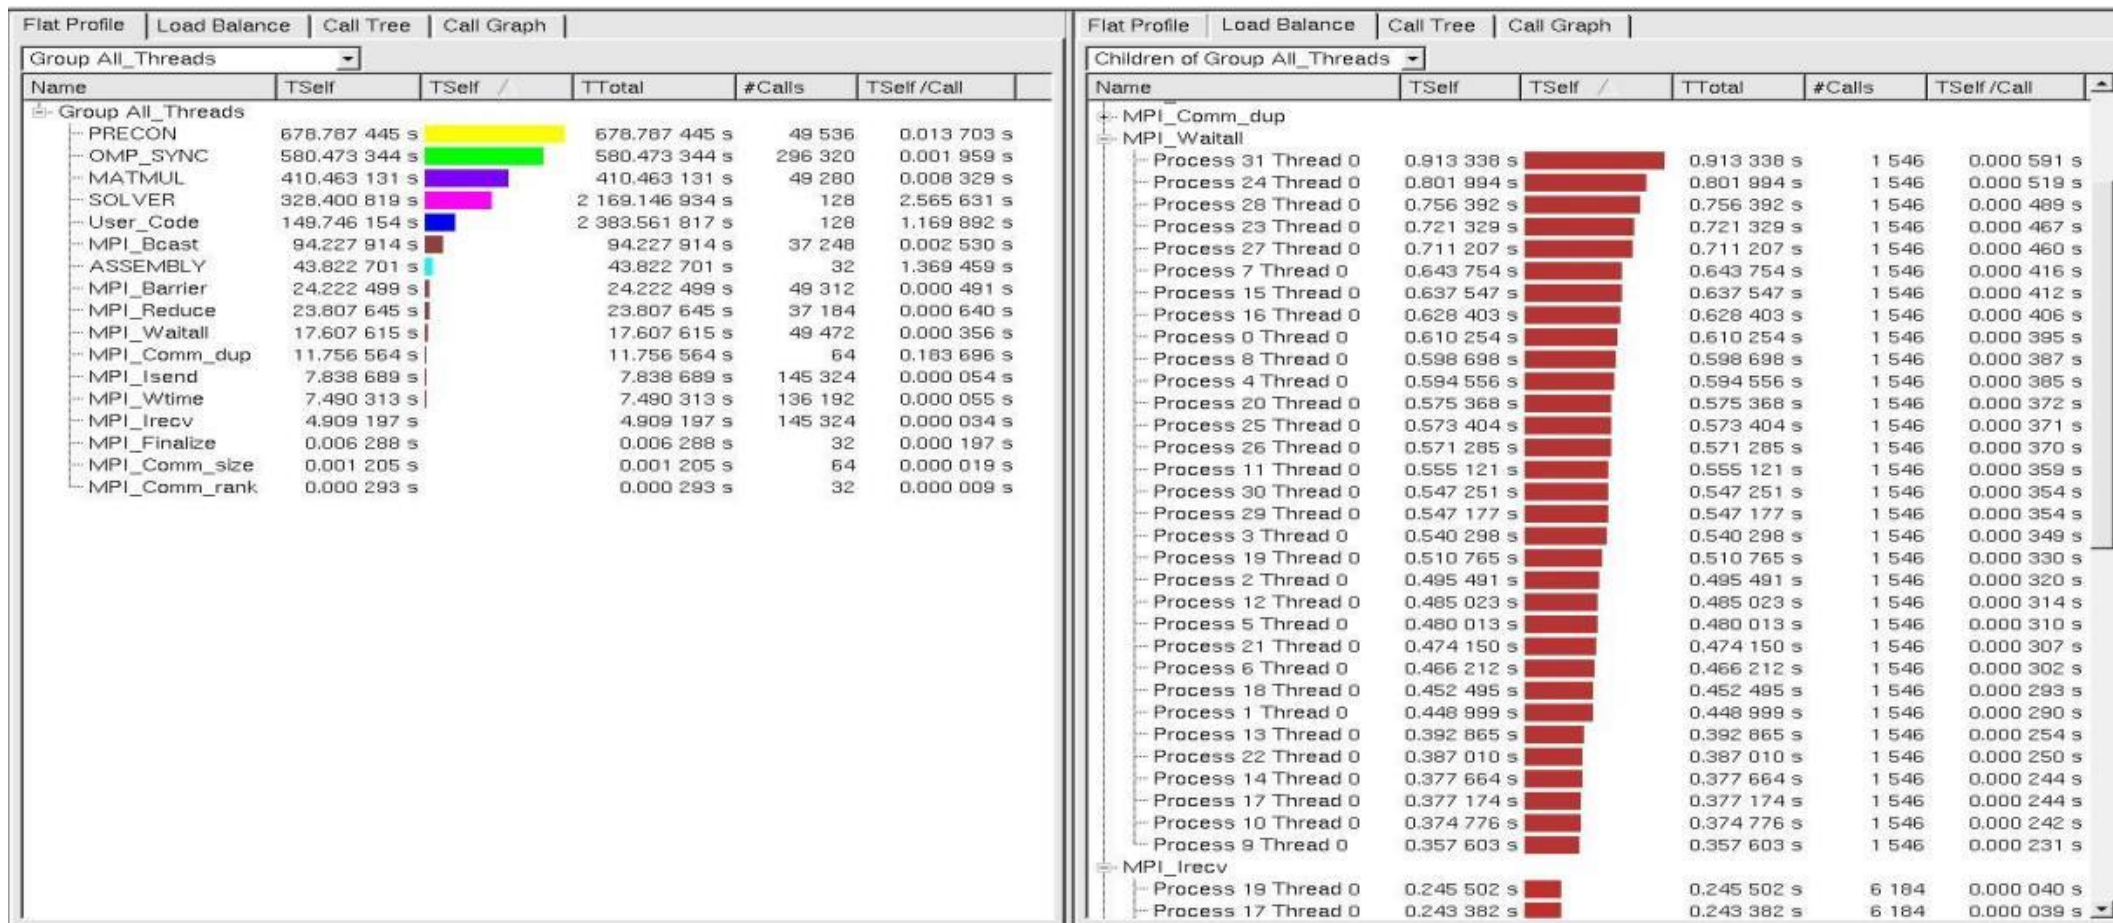 Flat Profile Load Balance Call Tree Call Graph
Group All_Threads
Name TSelf TSelf / TTotal #Calls TSelf/Call
Group All_Threads
PRECON 678.787 445 s 678.787 445 s 49 536 0.013 703 s
OMP_SYNC 580.473 344 s 580.473 344 s 296 320 0.001 959 s
MATMUL 410.463 131 s 410.463 131 s 49 280 0.008 329 s
SOLVER 328.400 819 s 2 169.146 934 s 128 2.565 631 s
User_Code 149.746 154 s 2 383.561 817 s 128 1.169 892 s
MPI_Bcast 94.227 914 s 94.227 914 s 37 248 0.002 530 s
ASSEMBLY 43.822 701 s 43.822 701 s 32 1.369 459 s
MPI_Barrier 24.222 499 s 24.222 499 s 49 312 0.000 491 s
MPI_Reduce 23.807 645 s 23.807 645 s 37 184 0.000 640 s
MPI_Waitall 17.607 615 s 17.607 615 s 49 472 0.000 356 s
MPI_Comm_dup 11.756 564 s 11.756 564 s 64 0.183 696 s
MPI_Isend 7.838 689 s 7.838 689 s 145 324 0.000 054 s
MPI_Wtime 7.490 313 s 7.490 313 s 136 192 0.000 055 s
MPI_Irecv 4.909 197 s 4.909 197 s 145 324 0.000 034 s
MPI_Finalize 0.006 288 s 0.006 288 s 32 0.000 197 s
MPI_Comm_size 0.001 205 s 0.001 205 s 64 0.000 019 s
MPI_Comm_rank 0.000 293 s 0.000 293 s 32 0.000 009 s
Flat Profile Load Balance Call Tree Call Graph
Children of Group All_Threads
Name TSelf TSelf / TTotal #Calls TSelf/Call
MPI_Comm_dup
MPI_Waitall
Process 31 Thread 0 0.913 338 s 0.913 338 s 1 546 0.000 591 s
Process 24 Thread 0 0.801 994 s 0.801 994 s 1 546 0.000 519 s
Process 28 Thread 0 0.756 392 s 0.756 392 s 1 546 0.000 489 s
Process 23 Thread 0 0.721 329 s 0.721 329 s 1 546 0.000 467 s
Process 27 Thread 0 0.711 207 s 0.711 207 s 1 546 0.000 460 s
Process 7 Thread 0 0.643 754 s 0.643 754 s 1 546 0.000 416 s
Process 15 Thread 0 0.637 547 s 0.637 547 s 1 546 0.000 412 s
Process 16 Thread 0 0.628 403 s 0.628 403 s 1 546 0.000 406 s
Process 0 Thread 0 0.610 254 s 0.610 254 s 1 546 0.000 395 s
Process 8 Thread 0 0.598 698 s 0.598 698 s 1 546 0.000 387 s
Process 4 Thread 0 0.594 556 s 0.594 556 s 1 546 0.000 385 s
Process 20 Thread 0 0.575 368 s 0.575 368 s 1 546 0.000 372 s
Process 25 Thread 0 0.573 404 s 0.573 404 s 1 546 0.000 371 s
Process 26 Thread 0 0.571 285 s 0.571 285 s 1 546 0.000 370 s
Process 11 Thread 0 0.555 121 s 0.555 121 s 1 546 0.000 359 s
Process 30 Thread 0 0.547 251 s 0.547 251 s 1 546 0.000 354 s
Process 29 Thread 0 0.547 177 s 0.547 177 s 1 546 0.000 354 s
Process 3 Thread 0 0.540 298 s 0.540 298 s 1 546 0.000 349 s
Process 19 Thread 0 0.510 765 s 0.510 765 s 1 546 0.000 330 s
Process 2 Thread 0 0.495 491 s 0.495 491 s 1 546 0.000 320 s
Process 12 Thread 0 0.485 023 s 0.485 023 s 1 546 0.000 314 s
Process 5 Thread 0 0.480 013 s 0.480 013 s 1 546 0.000 310 s
Process 21 Thread 0 0.474 150 s 0.474 150 s 1 546 0.000 307 s
Process 6 Thread 0 0.466 212 s 0.466 212 s 1 546 0.000 302 s
Process 18 Thread 0 0.452 495 s 0.452 495 s 1 546 0.000 293 s
Process 1 Thread 0 0.448 999 s 0.448 999 s 1 546 0.000 290 s
Process 13 Thread 0 0.392 865 s 0.392 865 s 1 546 0.000 254 s
Process 22 Thread 0 0.387 010 s 0.387 010 s 1 546 0.000 250 s
Process 14 Thread 0 0.377 664 s 0.377 664 s 1 546 0.000 244 s
Process 17 Thread 0 0.377 174 s 0.377 174 s 1 546 0.000 244 s
Process 10 Thread 0 0.374 776 s 0.374 776 s 1 546 0.000 242 s
Process 9 Thread 0 0.357 603 s 0.357 603 s 1 546 0.000 231 s
MPI_Irecv
Process 19 Thread 0 0.245 502 s 0.245 502 s 6 184 0.000 040 s
Process 17 Thread 0 0.243 382 s 0.243 382 s 6 184 0.000 039 s